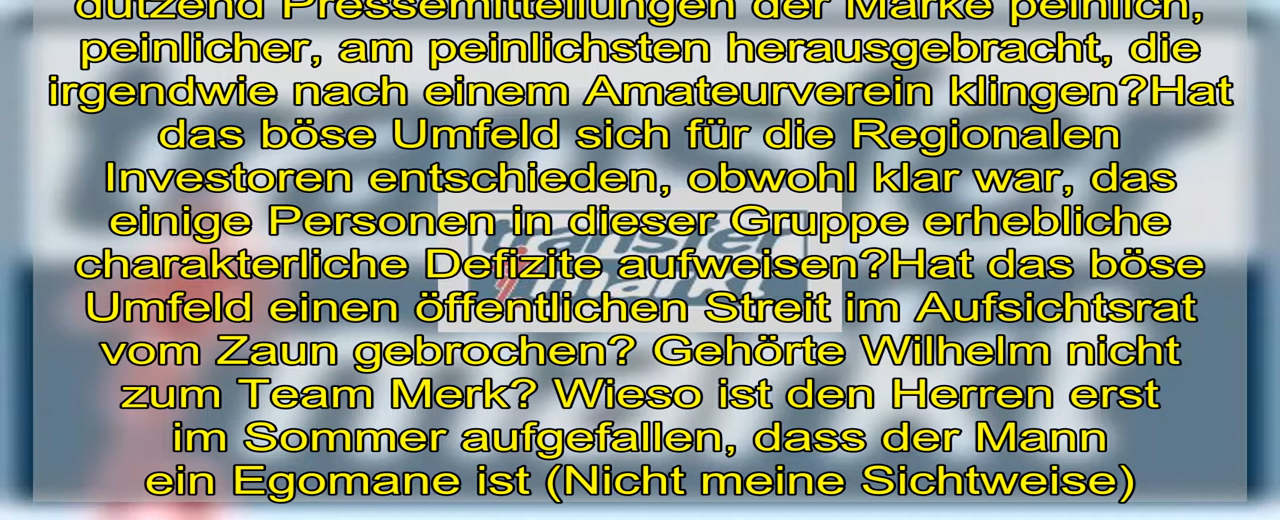 dutzend Pressemitteilungen der Marke peinlich,
peinlicher, am peinlichsten herausgebracht, die
irgendwie nach einem Amateurverein klingen?Hat
das böse Umfeld sich für die Regionalen
Investoren entschieden, obwohl klar war, das
einige Personen in dieser Gruppe erhebliche
charakterliche Defizite aufweisen?Hat das böse
Umfeld einen öffentlichen Streit im Aufsichtsrat
vom Zaun gebrochen? Gehörte Wilhelm nicht
zum Team Merk? Wieso ist den Herren erst
im Sommer aufgefallen, dass der Mann
ein Egomane ist (Nicht meine Sichtweise)
transfer
markt